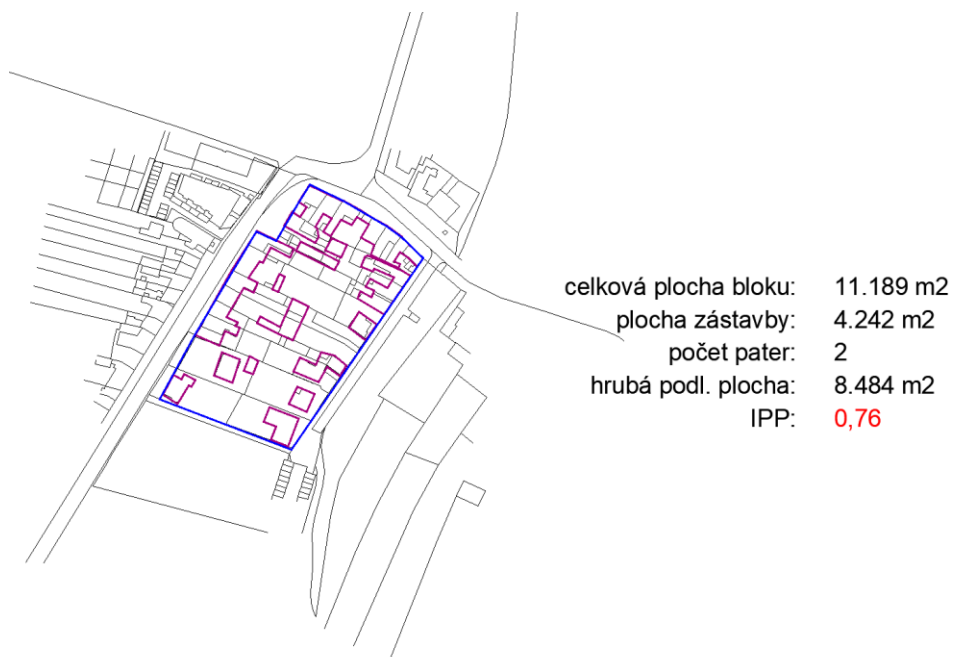 celková plocha bloku: 11.189 m2
plocha zástavby: 4.242 m2
počet pater: 2
hrubá podl. plocha: 8.484 m2
IPP: 0,76